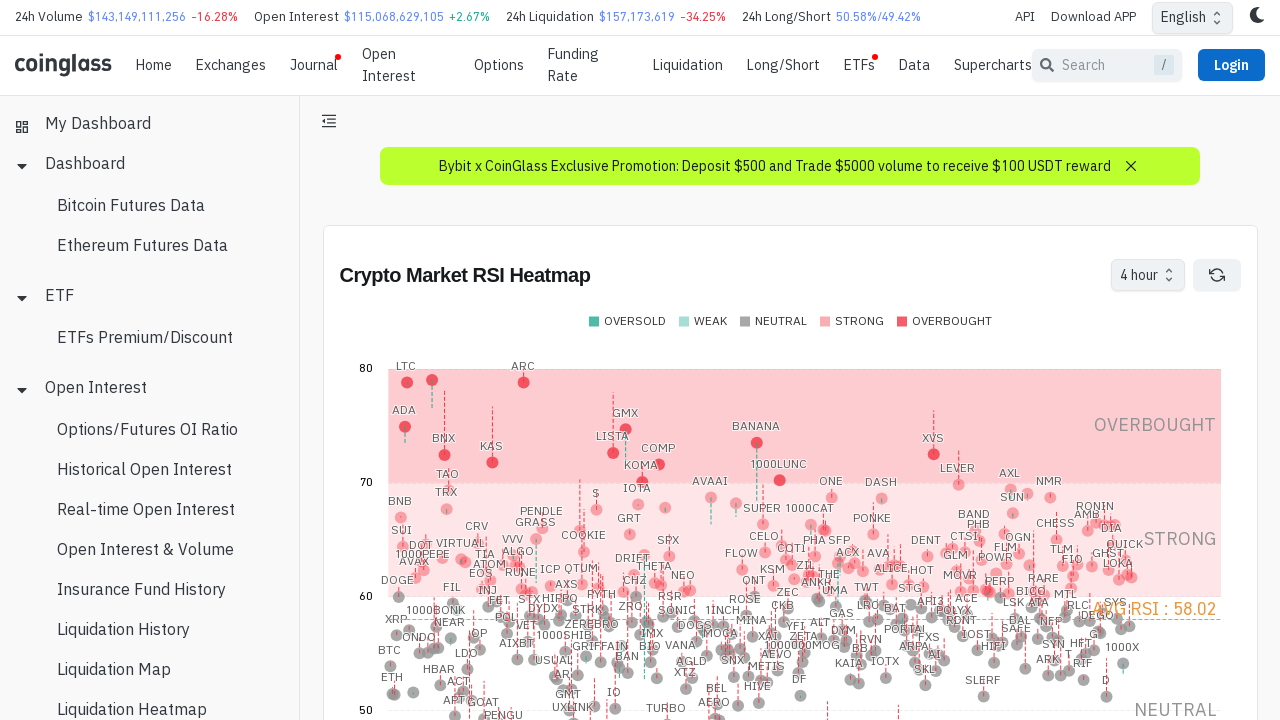 24h Volume $143,149,111,256 -16.28% Open Interest $115,068,629,105 +2.67% 24h Liquidation $157,173,619 -34.25% 24h Long/Short 50.58%/49.42% API Download APP English
coinglass Home Exchanges Journal Open Interest Options Funding Rate Liquidation Long/Short ETFs Data Supercharts Search / Login
My Dashboard
Dashboard
Bitcoin Futures Data
Ethereum Futures Data
ETF
ETFs Premium/Discount
Open Interest
Options/Futures OI Ratio
Historical Open Interest
Real-time Open Interest
Open Interest & Volume
Insurance Fund History
Liquidation History
Liquidation Map
Liquidation Heatmap
Bybit x CoinGlass Exclusive Promotion: Deposit $500 and Trade $5000 volume to receive $100 USDT reward
Crypto Market RSI Heatmap
4 hour
OVERSOLD WEAK NEUTRAL STRONG OVERBOUGHT
80
LTC ARC
ADA GMX BANANA
OVERBOUGHT
BNX KAS LISTA COMP XVS
TAO KOMA 1000LUNC LEVER AXL
70
TRX IOTA AVAAI ONE DASH NMR
BNB S SUN
PENDLE SUPER 1000CAT RONIN
SUI CRV GRASS GRT PONKE BAND PHB CHESS AMB DIA
COOKIE CELO CTSI OGN
DOT VIRTUAL VVV SPX PHA SFP DENT STRONG
1000PEPE TIA ALGO FLOW COTI ACX AVA GLM FLM TLM GHST QUICK
AVAX ATOM DRIFT POWR FIO LOKA
EOS RUNE ICP QTUM THETA KSM ZIL THE ALICE HOT MOVR
DOGE AXS CHZ NEO ONT ANKR PERP RARE
60
FIL INJ PYTH RSR ZEC UMA TWT STG BICO MTL
FET STX HIPPO ZRO ROSE CKB LRC API3 ACE LSK ATA RLC SYS
XRP 1000BONK POL DYDX STRK SONIC 1INCH GAS BAT POLYX DEGO
AVG RSI : 58.02
NEAR VET ZEREBRO DOGS MINA YFI ALT DYM PORTAL RDNT BAL NFP
ONDO OP 1000SHIB IMX MOCA XAI ZETA RVN FXS IOST SAFE
BTC LDO AIXBT GRIFFAIN BIO VANA 1000000MOG BB ARPA HIFI SYN HFT 1000X
USUAL BAN AGLD SNX AEVO KAIA IOTX AI ARK T RIF
ETH HBAR ACT XTZ METIS DF SKL SLERF D
GOAT GMT IO BEL HIVE
PENGU UXLINK TURBO AERO
50
NEUTRAL